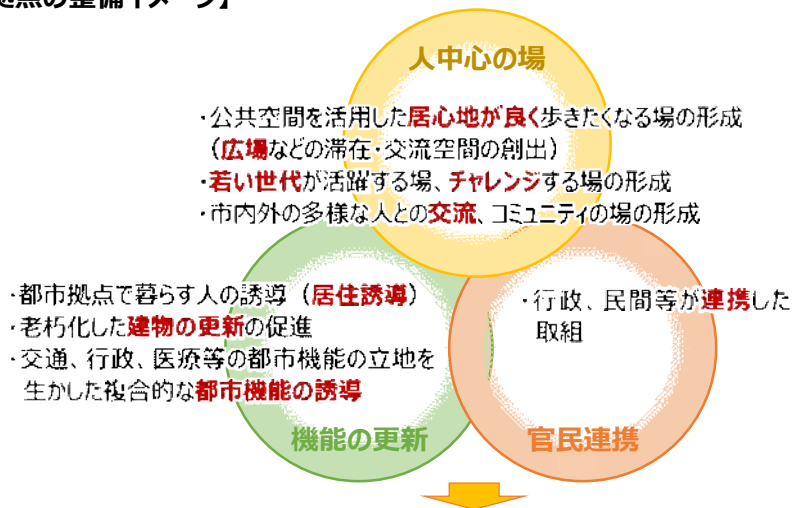 点の整備イメージ】
人中心の場
・公共空間を活用した居心地が良く歩きたくなる場の形成
（広場などの滞在・交流空間の創出）
・若い世代が活躍する場、チャレンジする場の形成
・市内外の多様な人との交流、コミュニティの場の形成
・都市拠点で暮らす人の誘導（居住誘導）
・老朽化した建物の更新の促進
・交通、行政、医療等の都市機能の立地を
生かした複合的な都市機能の誘導
・行政、民間等が連携した
取組
機能の更新
官民連携